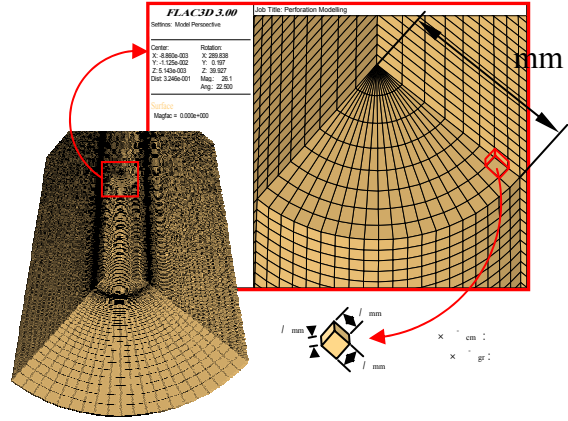 FLAC3D 3.00
Settings: Model Perspective
Center: Rotation:
X: -8.860e-003 X: 289.838
Y: -1.125e-002 Y: 0.197
Z: 5.143e-003 Z: 39.927
Dist: 3.246e-001 Mag.: 26.1
Ang.: 22.500
Surface
Magfac = 0.000e+000
Job Title: Perforation Modelling
mm
/ mm
/ mm
/ mm
× cm :
× gr :